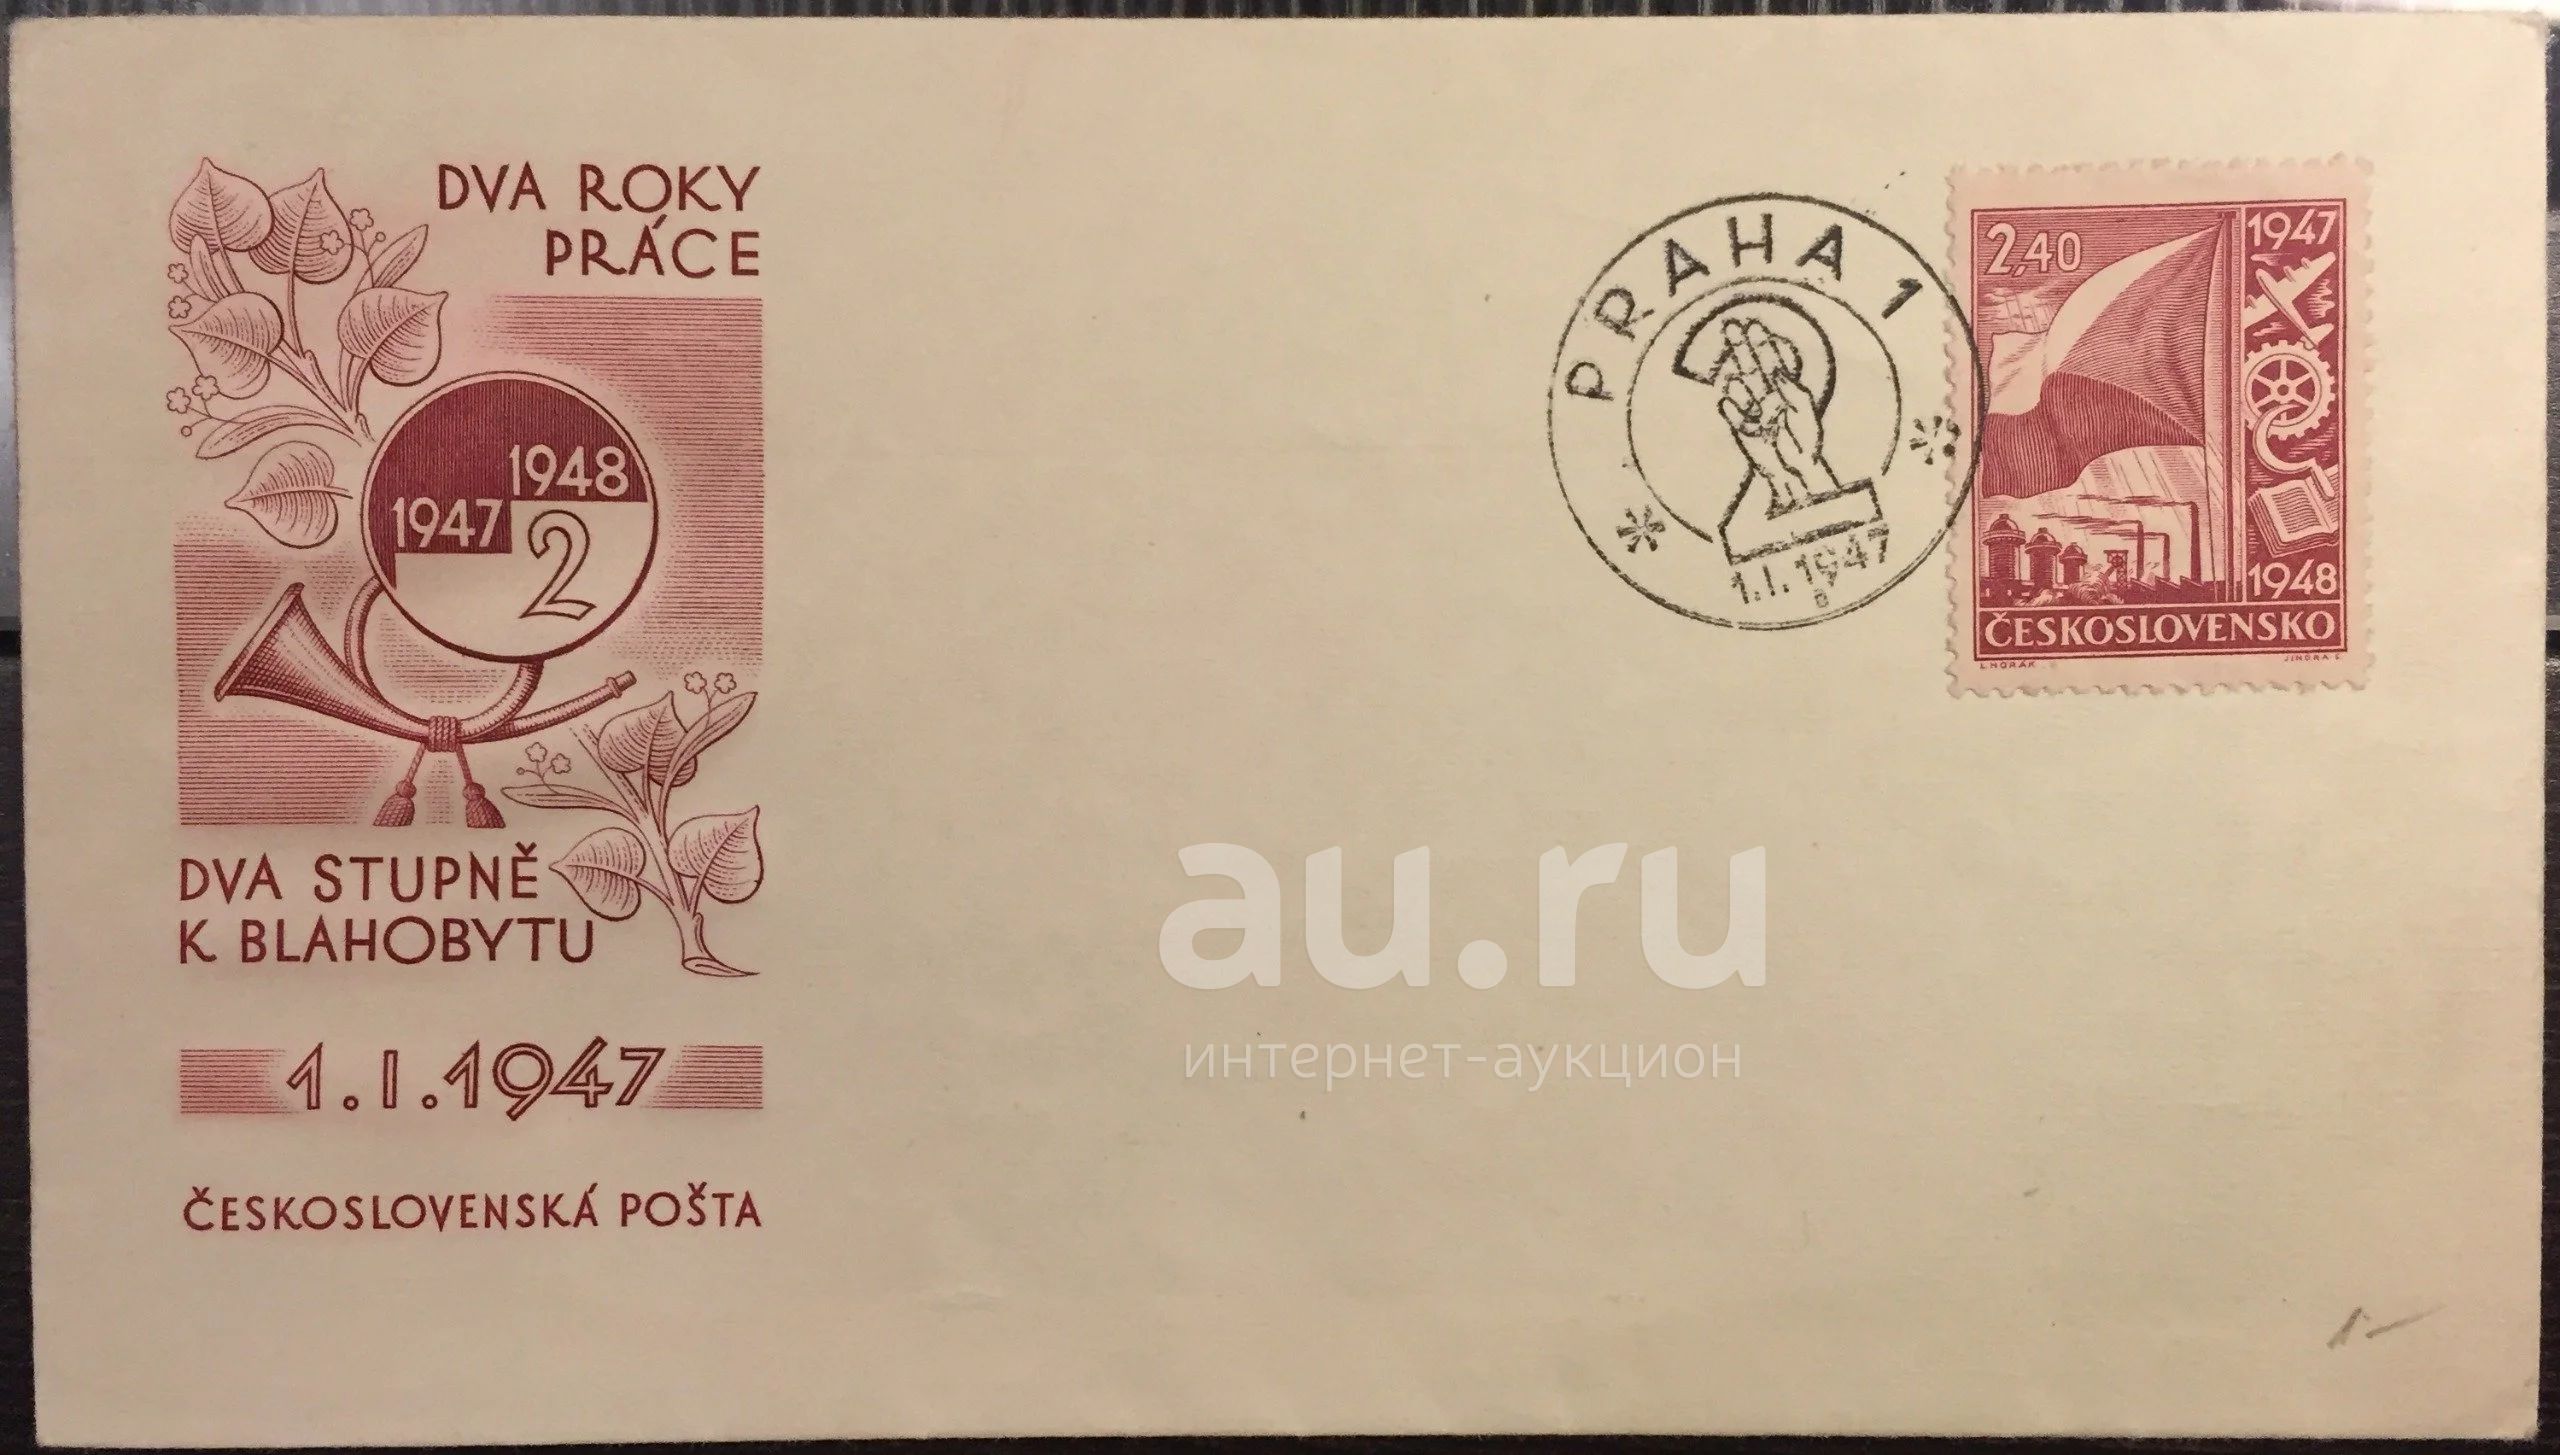 DVA ROKY
PRÁCE
1948
1947
2
DVA STUPNĚ
K BLAHOBYTU
1.I.1947
ČESKOSLOVENSKÁ POŠTA
PRAHA 1
2
1.I.1947
2,40
1947
1948
ČESKOSLOVENSKO
au.ru
интернет-аукцион